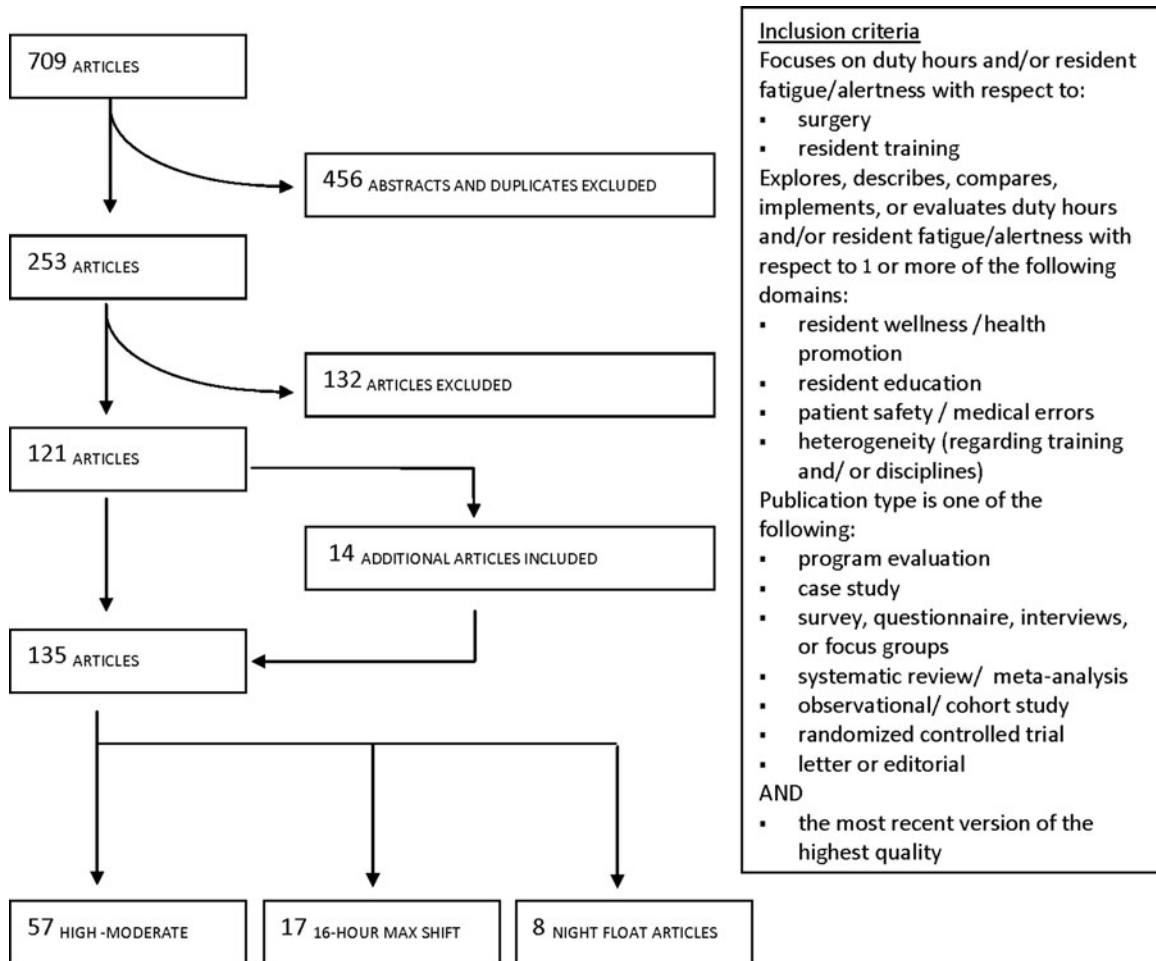 709 ARTICLES
456 ABSTRACTS AND DUPLICATES EXCLUDED
253 ARTICLES
132 ARTICLES EXCLUDED
121 ARTICLES
14 ADDITIONAL ARTICLES INCLUDED
135 ARTICLES
57 HIGH -MODERATE
17 16-HOUR MAX SHIFT
8 NIGHT FLOAT ARTICLES
Inclusion criteria
Focuses on duty hours and/or resident
fatigue/alertness with respect to:
▪ surgery
▪ resident training
Explores, describes, compares,
implements, or evaluates duty hours
and/or resident fatigue/alertness with
respect to 1 or more of the following
domains:
▪ resident wellness /health
promotion
▪ resident education
▪ patient safety / medical errors
▪ heterogeneity (regarding training
and/ or disciplines)
Publication type is one of the
following:
▪ program evaluation
▪ case study
▪ survey, questionnaire, interviews,
or focus groups
▪ systematic review/ meta-analysis
▪ observational/ cohort study
▪ randomized controlled trial
▪ letter or editorial
AND
▪ the most recent version of the
highest quality